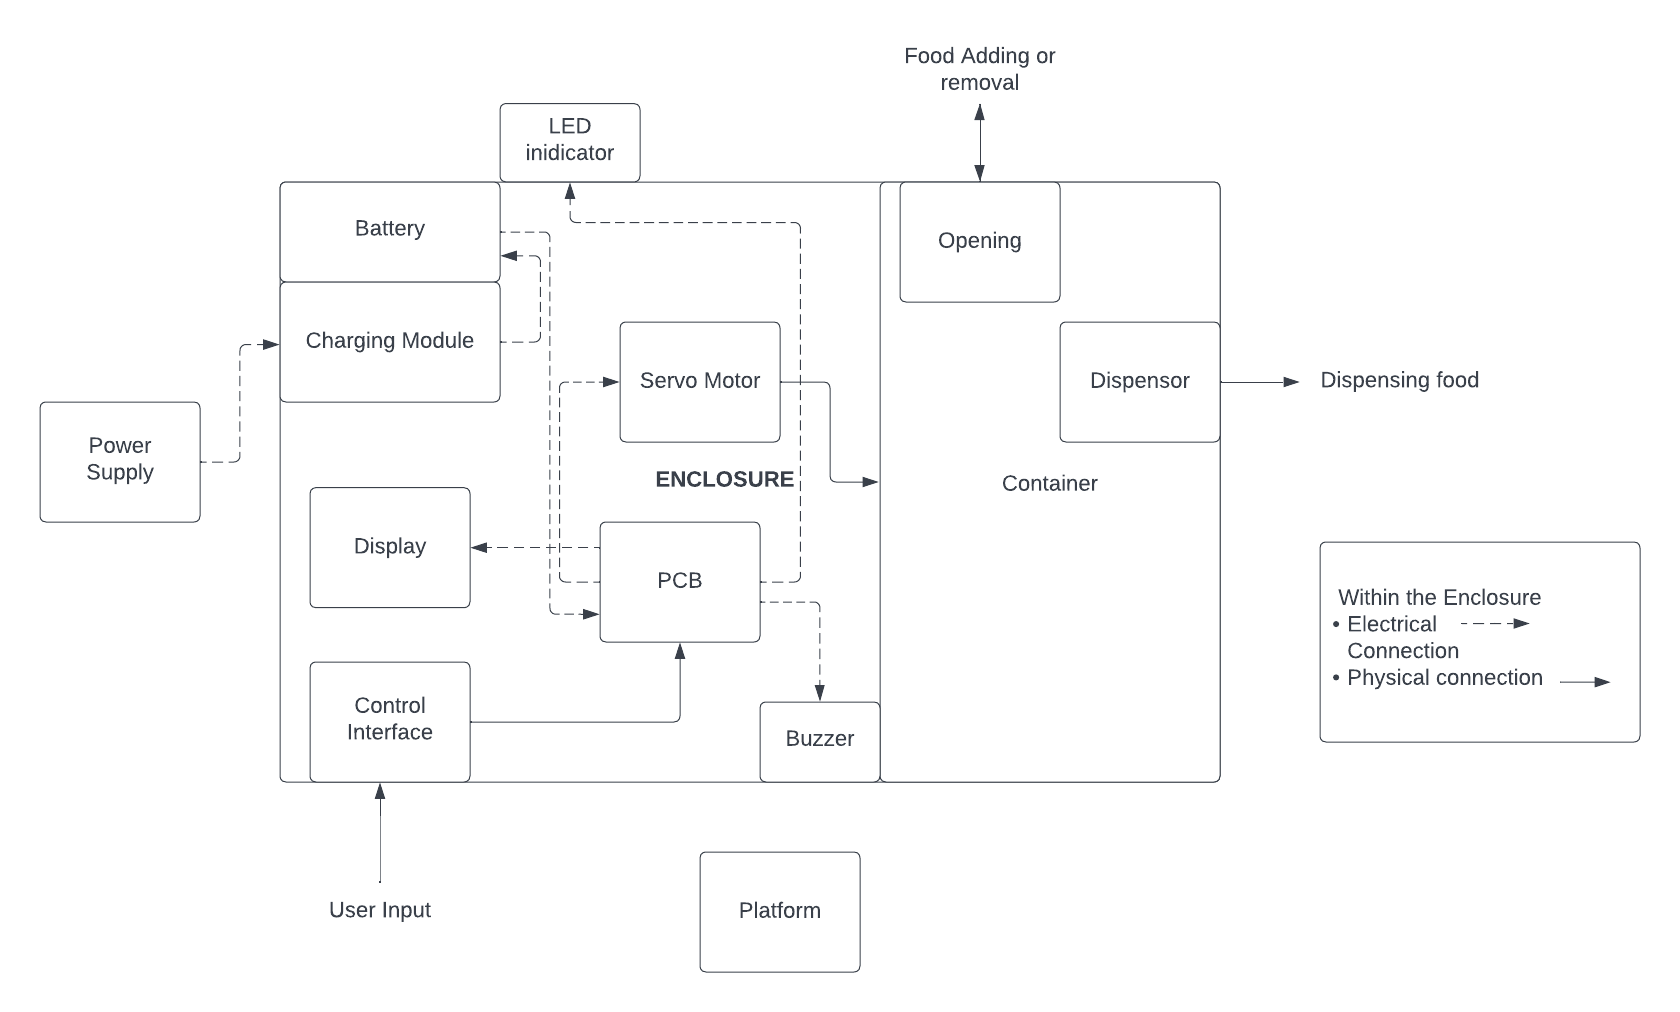 Food Adding or
removal
LED
inidicator
Battery
Opening
Charging Module
Servo Motor
Dispensor
Dispensing food
Power
Supply
ENCLOSURE
Container
Display
PCB
Within the Enclosure
• Electrical
Connection
• Physical connection
Control
Interface
Buzzer
User Input
Platform